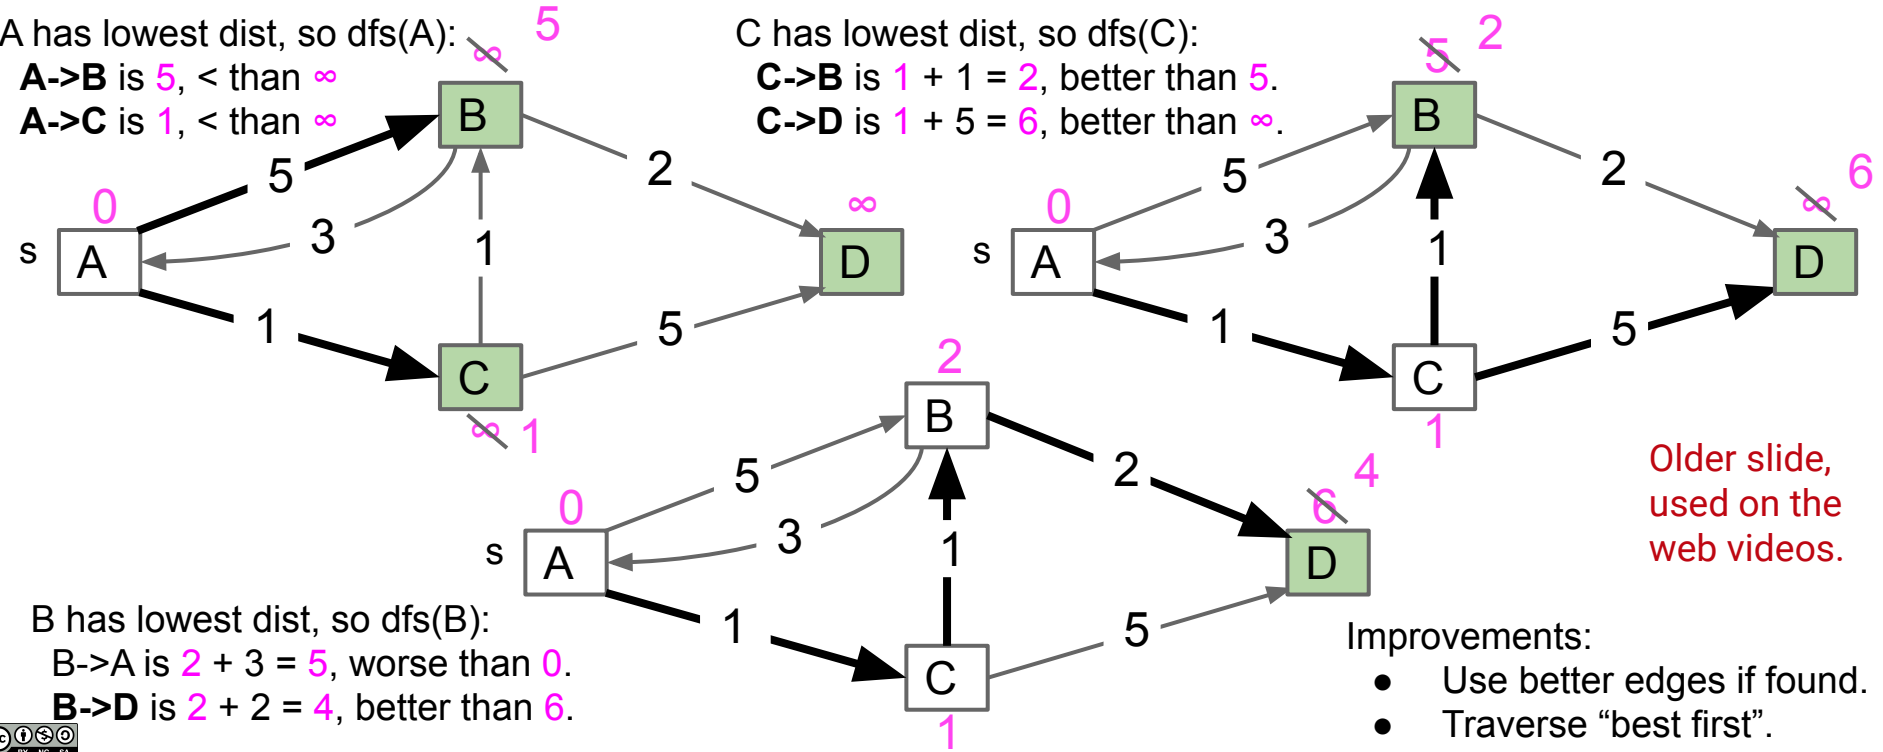 A has lowest dist, so dfs(A):
A->B is 5, < than ∞
A->C is 1, < than ∞
∞ 5
B
5
2
0
3
1
∞
s
A
D
1
5
C
∞ 1
C has lowest dist, so dfs(C):
C->B is 1 + 1 = 2, better than 5.
C->D is 1 + 5 = 6, better than ∞.
5 2
B
5
2
∞ 6
0
3
1
s
A
D
1
5
C
1
2
B
5
2
6 4
0
3
1
s
A
D
1
5
C
1
Older slide,
used on the
web videos.
B has lowest dist, so dfs(B):
B->A is 2 + 3 = 5, worse than 0.
B->D is 2 + 2 = 4, better than 6.
Improvements:
● Use better edges if found.
● Traverse “best first”.
BY NC SA